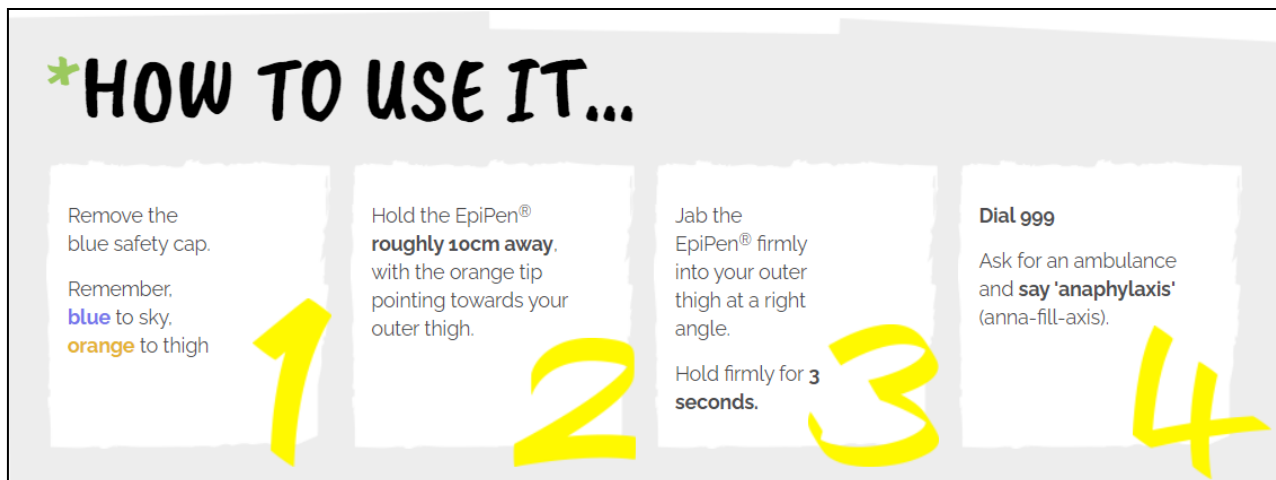 *HOW TO USE IT...
Remove the
blue safety cap.
Remember,
blue to sky,
orange to thigh
1
Hold the EpiPen®
roughly 10cm away,
with the orange tip
pointing towards your
outer thigh.
2
Jab the
EpiPen® firmly
into your outer
thigh at a right
angle.
Hold firmly for 3
seconds.
3
Dial 999
Ask for an ambulance
and say 'anaphylaxis'
(anna-fill-axis).
4